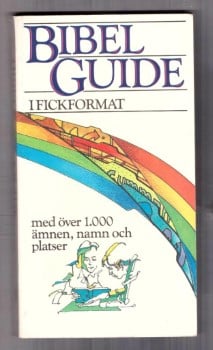 BIBEL
GUIDE
I FICKFORMAT
med över 1.000
ämnen, namn och
platser